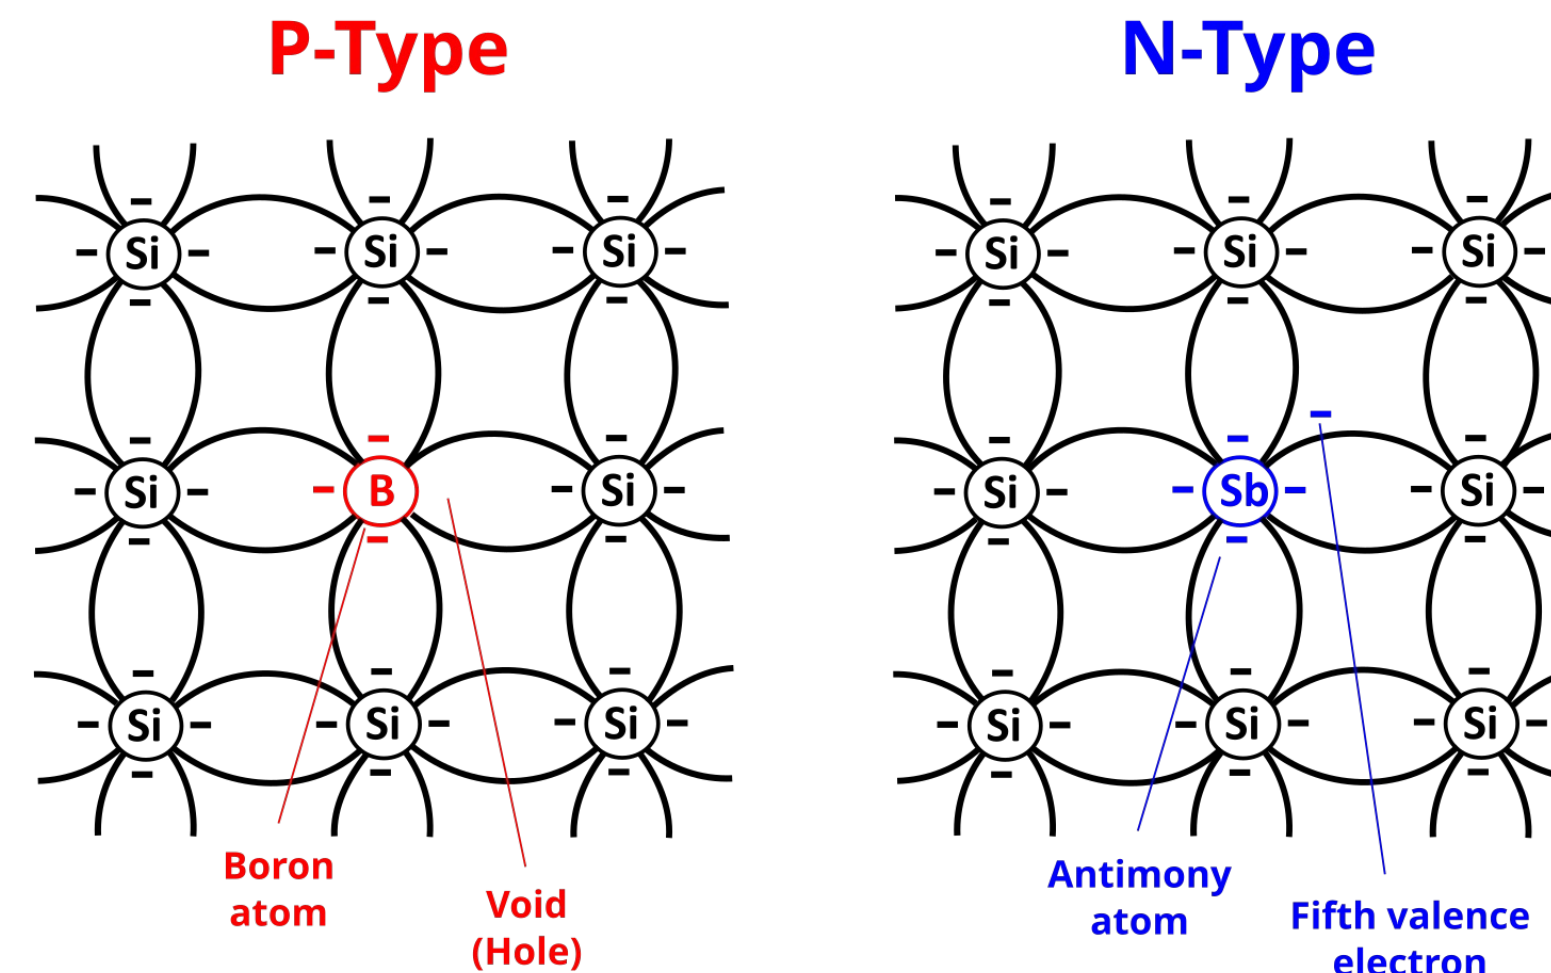 P-Type
N-Type
Si Si Si
Si Si Si
Si B Si
Si Sb Si
Si Si Si
Si Si Si
Boron
atom
Void
(Hole)
Antimony
atom
Fifth valence
electron